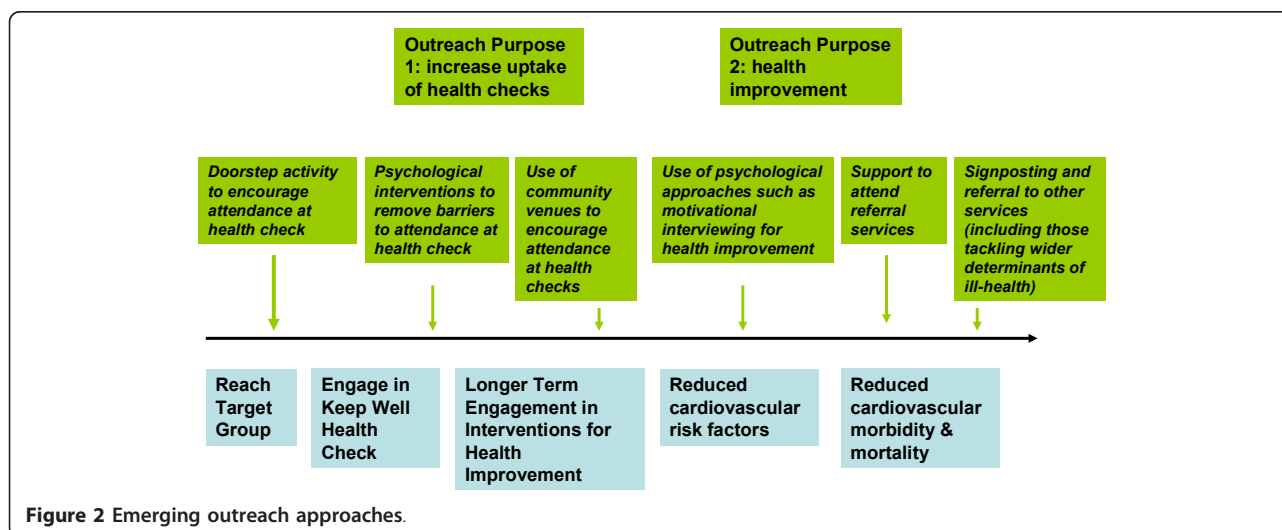 Outreach Purpose
1: increase uptake
of health checks
Outreach Purpose
2: health
improvement
Doorstep activity
to encourage
attendance at
health check
Psychological
interventions to
remove barriers
to attendance at
health check
Use of
community
venues to
encourage
attendance
at health
checks
Use of psychological
approaches such as
motivational
interviewing for
health improvement
Support to
attend
referral
services
Signposting and
referral to other
services
(including those
tackling wider
determinants of
ill-health)
Reach
Target
Group
Engage in
Keep Well
Health
Check
Longer Term
Engagement in
Interventions for
Health
Improvement
Reduced
cardiovascular
risk factors
Reduced
cardiovascular
morbidity &
mortality
Figure 2 Emerging outreach approaches.